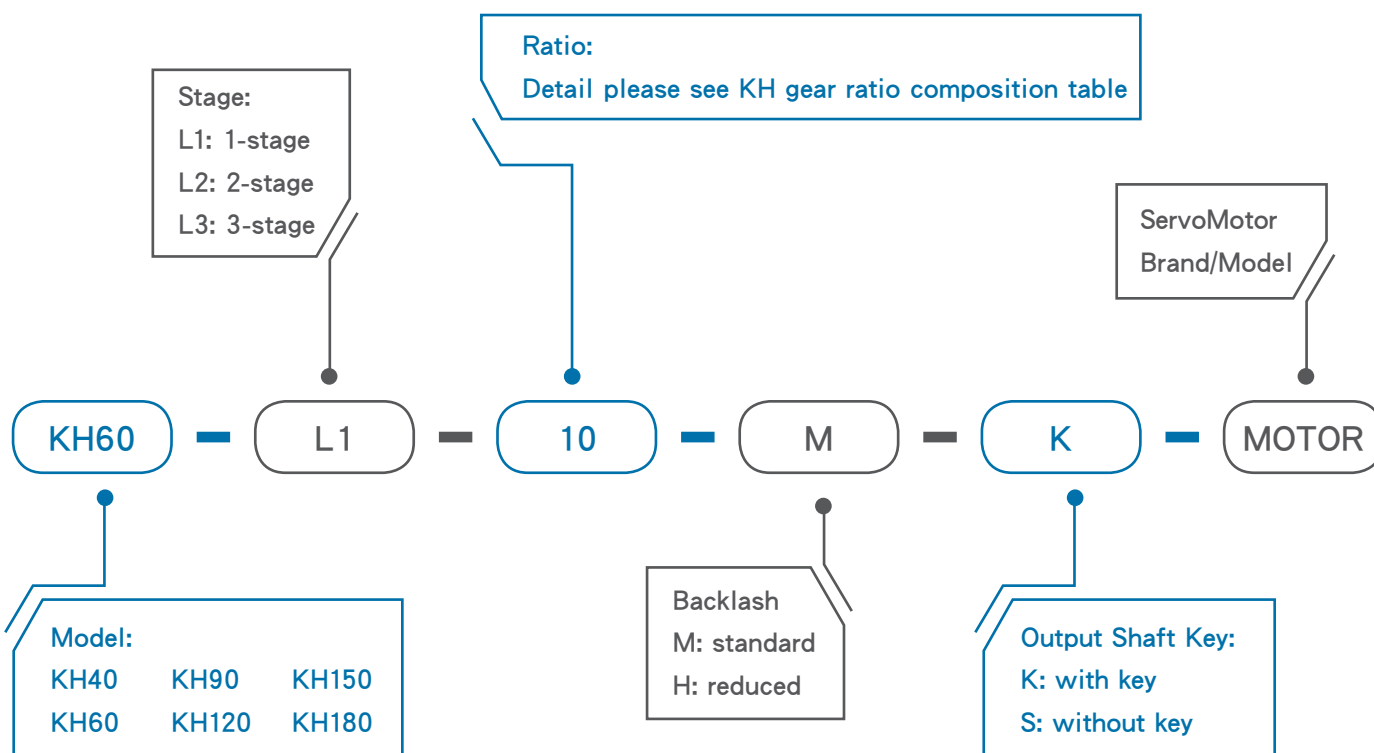 Ratio:
Detail please see KH gear ratio composition table
Stage:
L1: 1-stage
L2: 2-stage
L3: 3-stage
ServoMotor
Brand/Model
KH60 - L1 - 10 - M - K - MOTOR
Model:
KH40 KH90 KH150
KH60 KH120 KH180
Backlash
M: standard
H: reduced
Output Shaft Key:
K: with key
S: without key